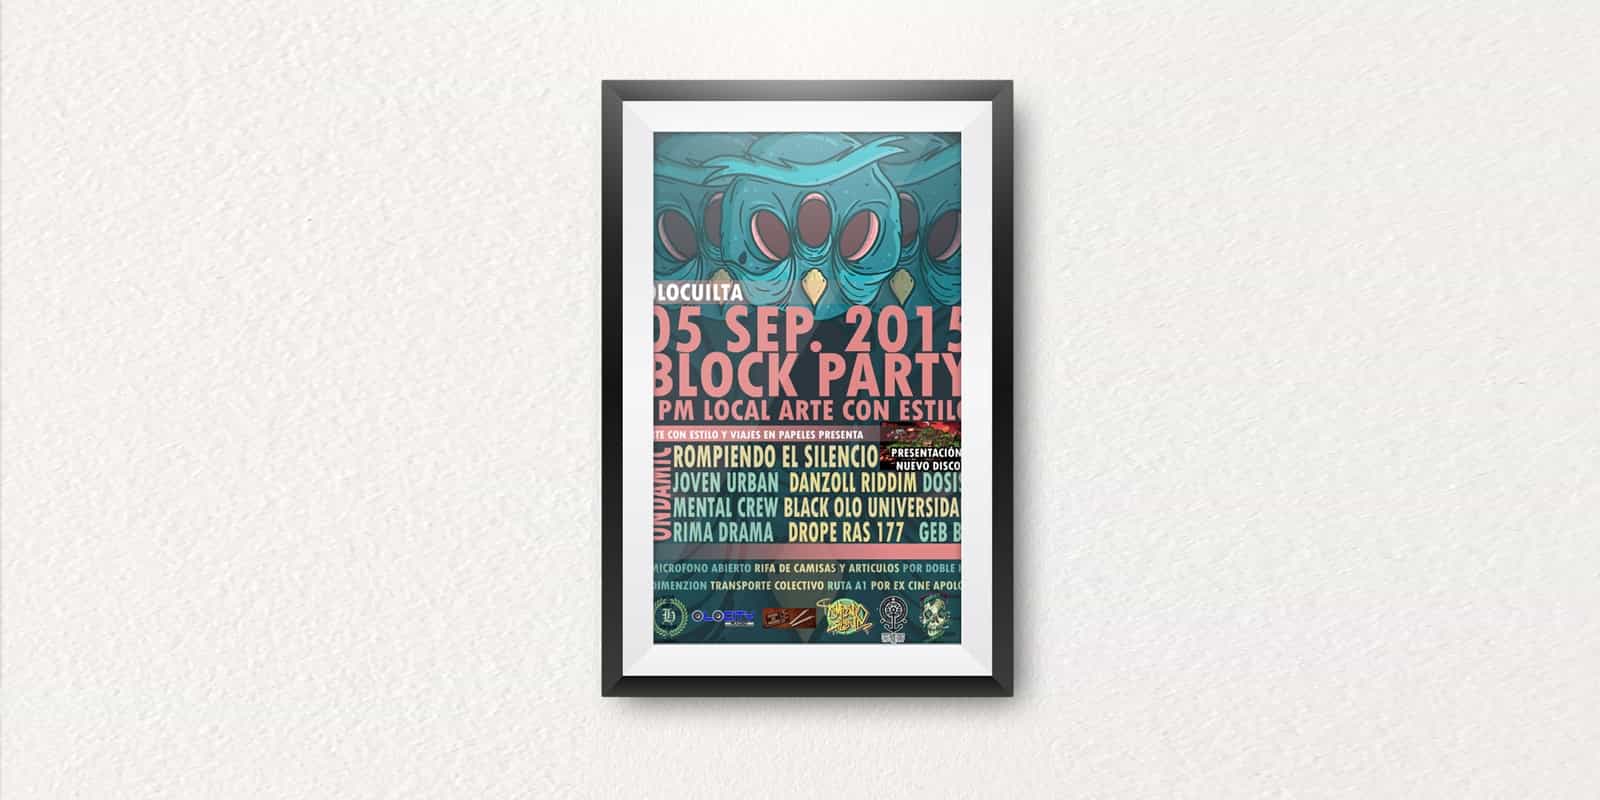 OLOCUILTA
05 SEP. 2015
BLOCK PARTY
PM LOCAL ARTE CON ESTILO
TE CON ESTILO Y VIAJES EN PAPELES PRESENTA
PRESENTACIÓN
NUEVO DISCO
UNDAMIC
ROMPIENDO EL SILENCIO
JOVEN URBAN DANZOLL RIDDIM DOSIS
MENTAL CREW BLACK OLO UNIVERSIDA
RIMA DRAMA DROPE RAS 177 GEB B
MICROFONO ABIERTO RIFA DE CAMISAS Y ARTICULOS POR DOBLE
DIMENZION TRANSPORTE COLECTIVO RUTA A1 POR EX CINE APOLO
H OLOCITY